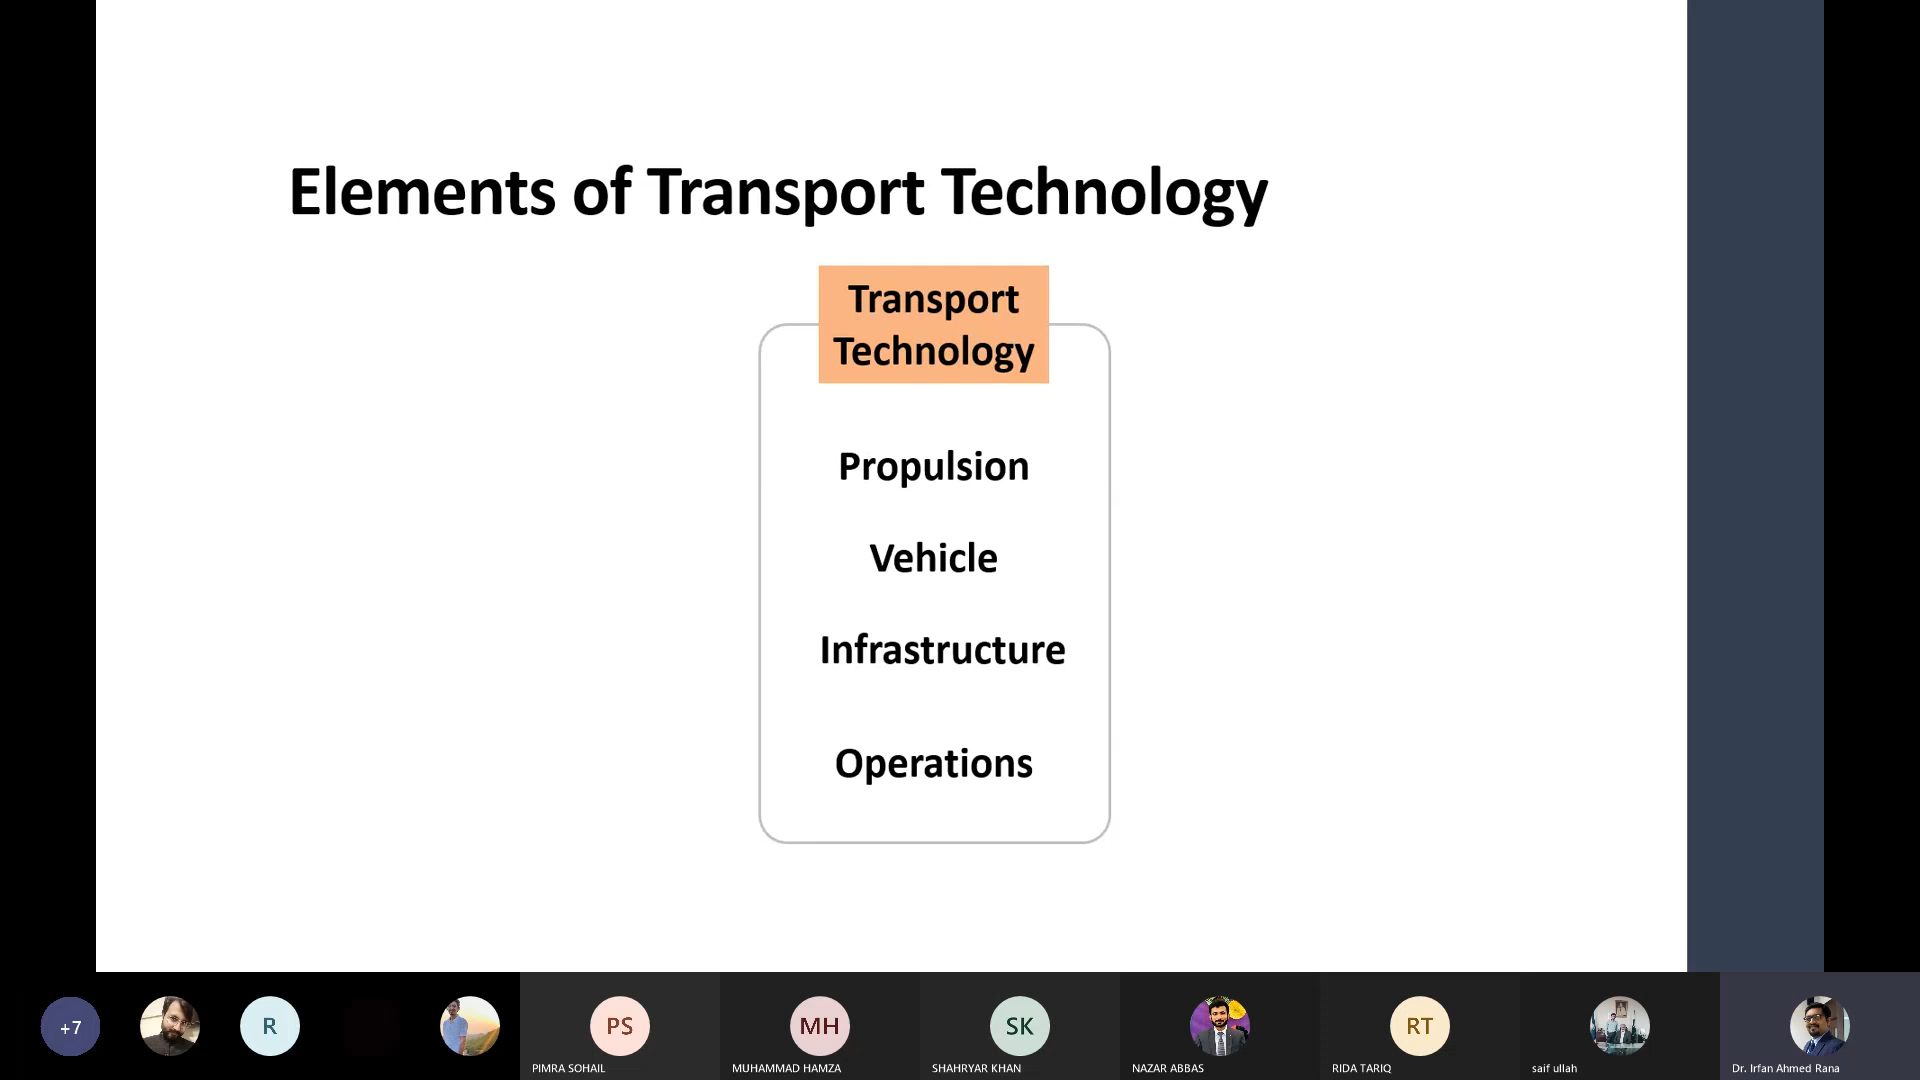 Elements of Transport Technology
Transport
Technology
Propulsion
Vehicle
Infrastructure
Operations
+7
R
PS
PIMRA SOHAIL
MH
MUHAMMAD HAMZA
SK
SHAHRYAR KHAN
NAZAR ABBAS
RT
RIDA TARIQ
saif ullah
Dr. Irfan Ahmed Rana